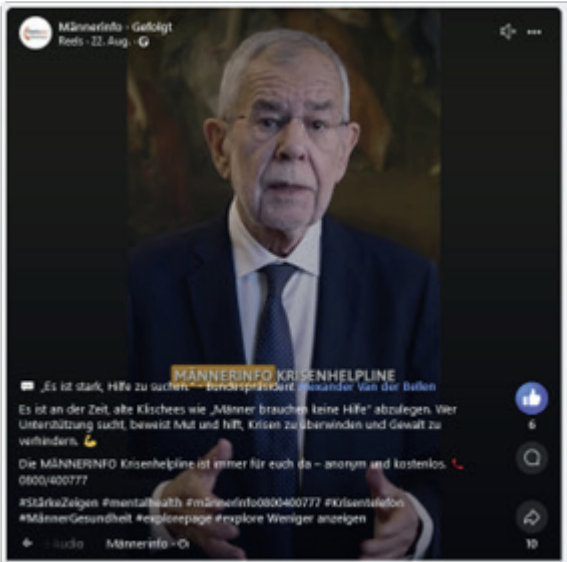 Männerinfo · Gefolgt
Reels · 22. Aug. ·
MÄNNERINFO KRISENHELPLINE
„Es ist stark, Hilfe zu suchen." – Bundespräsident Alexander Van der Bellen
Es ist an der Zeit, alte Klischees wie „Männer brauchen keine Hilfe" abzulegen. Wer
Unterstützung sucht, beweist Mut und hilft, Krisen zu überwinden und Gewalt zu
verhindern. 💪
Die MÄNNERINFO Krisenhelpline ist immer für euch da – anonym und kostenlos. 📞
0800/400777
#StärkeZeigen #mentalhealth #männerinfo0800400777 #Krisentelefon
#MännerGesundheit #explorepage #explore Weniger anzeigen
Audio Männerinfo · O
6
10